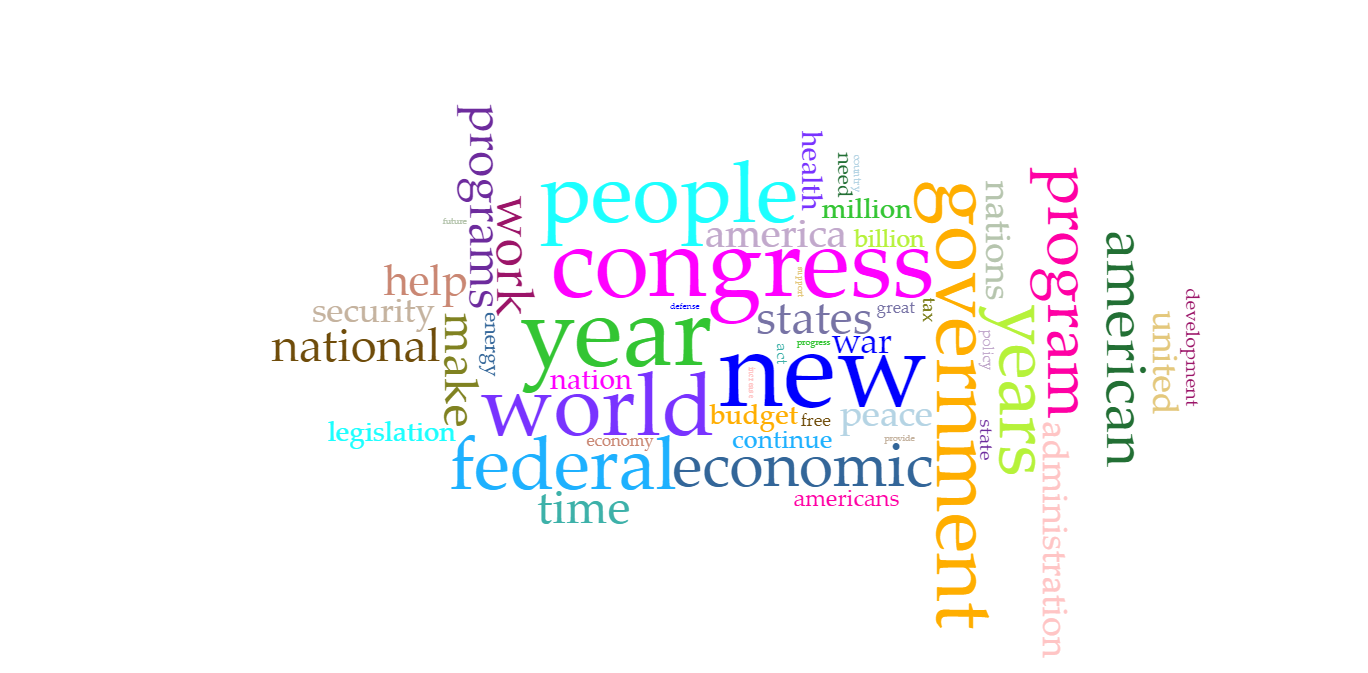 programs
health
need
country
people
million
program
work
nations
government
america
billion
american
future
congress
help
support
security
defense
great
tax
years
development
energy
year
states
united
make
national
act
progress
war
policy
new
nation
increase
world
budget
free
peace
legislation
economy
continue
provide
state
administration
federal
economic
time
americans